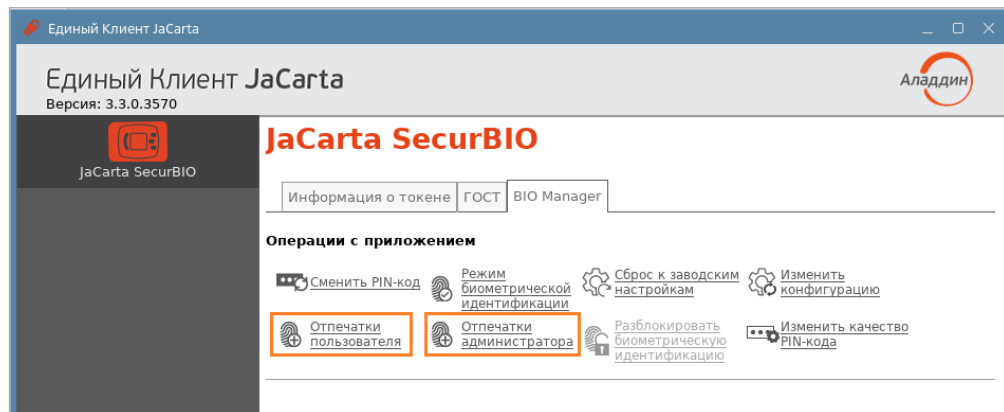 Единый Клиент JaCarta
Единый Клиент JaCarta
Версия: 3.3.0.3570
Аладдин
JaCarta SecurBIO
JaCarta SecurBIO
Информация о токене ГОСТ BIO Manager
Операции с приложением
Сменить PIN-код
Режим
биометрической
идентификации
Сброс к заводским
настройкам
Изменить
конфигурацию
Отпечатки
пользователя
Отпечатки
администратора
Разблокировать
биометрическую
идентификацию
Изменить качество
PIN-кода